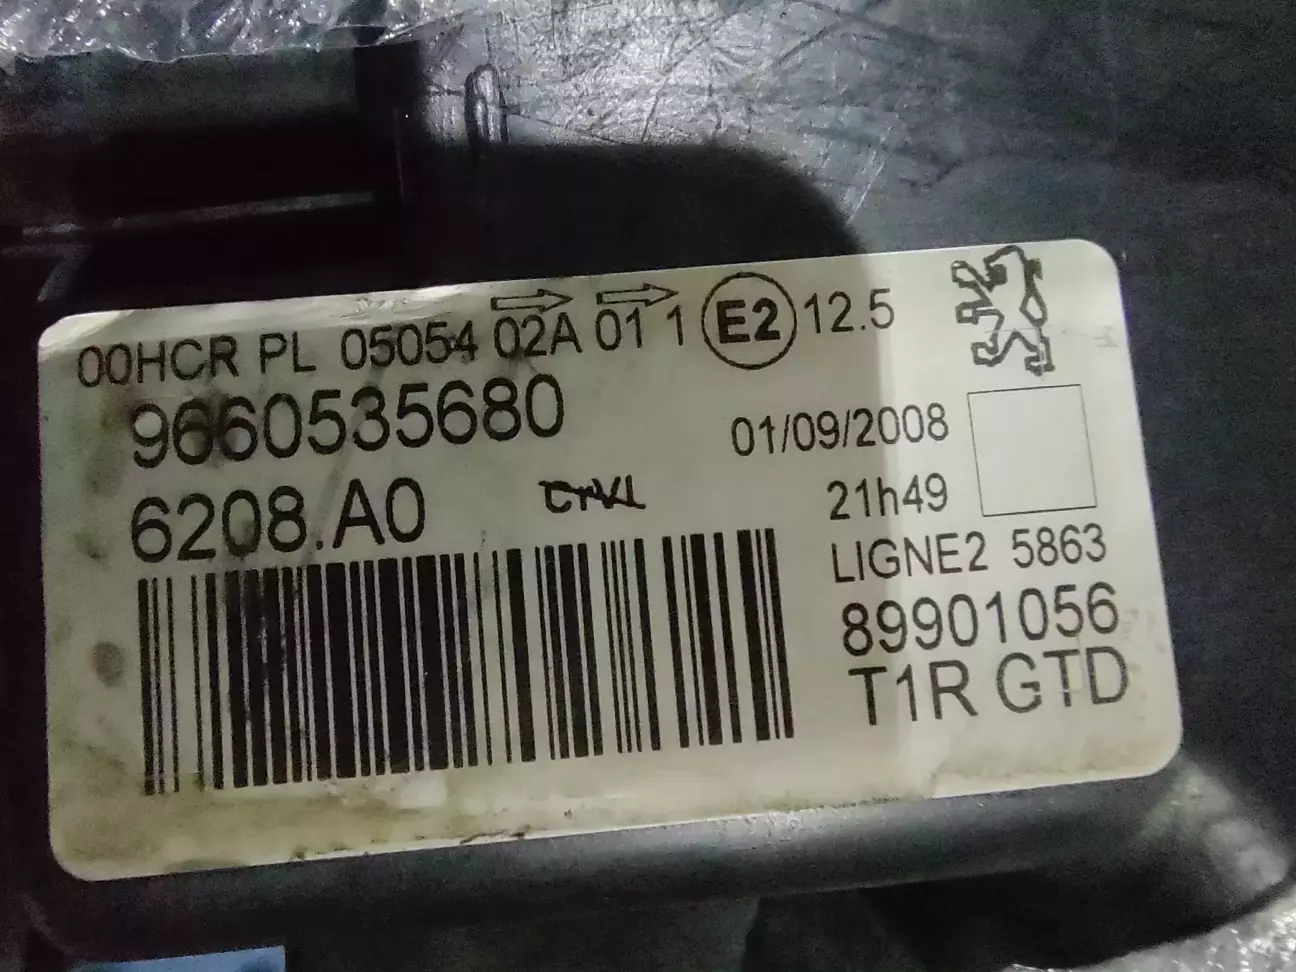 00HCR PL 05054 02A 01 1 E2 12.5
9660535680
01/09/2008
6208.A0
21h49
LIGNE2 5863
89901056
T1R GTD